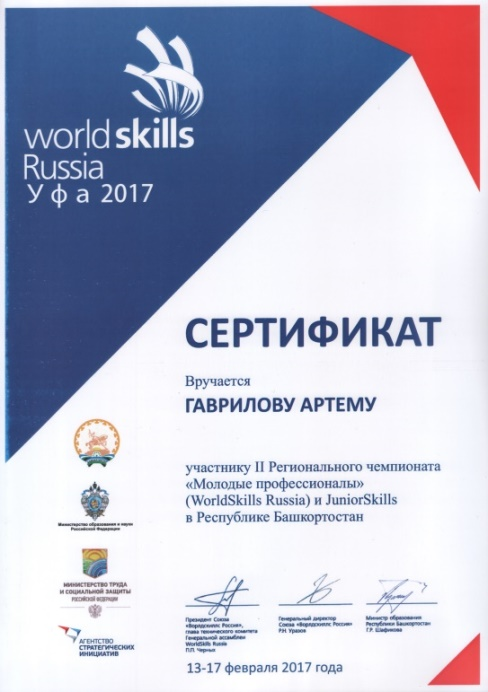 world skills
Russia
Уфа 2017
СЕРТИФИКАТ
Вручается
ГАВРИЛОВУ АРТЕМУ
участнику II Регионального чемпионата
«Молодые профессионалы»
(WorldSkills Russia) и JuniorSkills
в Республике Башкортостан
Министерство образования и науки
Российской Федерации
МИНИСТЕРСТВО ТРУДА
И СОЦИАЛЬНОЙ ЗАЩИТЫ
РОССИЙСКОЙ ФЕДЕРАЦИИ
АГЕНТСТВО
СТРАТЕГИЧЕСКИХ
ИНИЦИАТИВ
Президент Союза
«Ворлдскиллс Россия»,
глава технического комитета
Генеральной ассамблеи
WorldSkills Russia
П.П. Черных
Генеральный директор
Союза «Ворлдскиллс Россия»
Р.Н. Уразов
Министр образования
Республики Башкортостан
Г.Р. Шафикова
13-17 февраля 2017 года